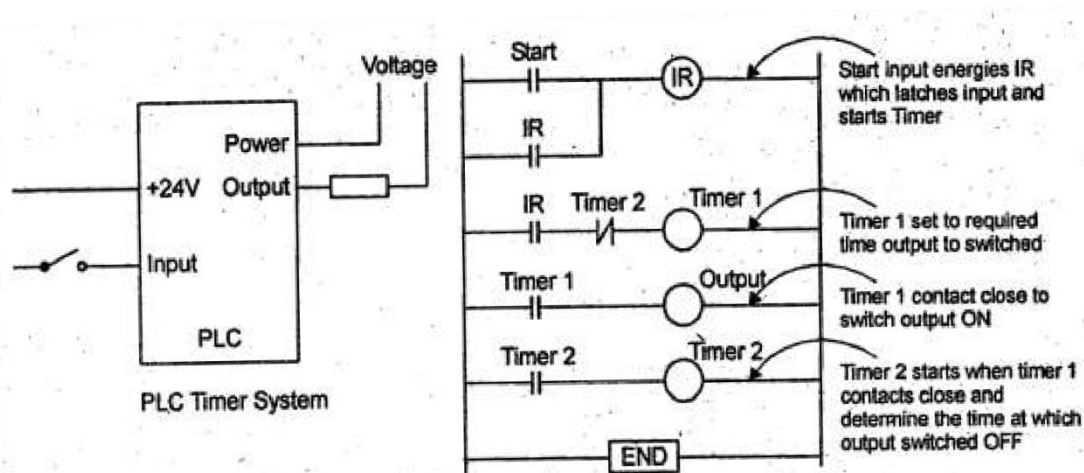 Voltage
Power
+24V
Output
Input
PLC
PLC Timer System
Start
IR
IR
IR
Timer 2
Timer 1
Timer 1
Output
Timer 2
Timer 2
END
Start input energies IR
which latches input and
starts Timer
Timer 1 set to required
time output to switched
Timer 1 contact close to
switch output ON
Timer 2 starts when timer 1
contacts close and
determine the time at which
output switched OFF